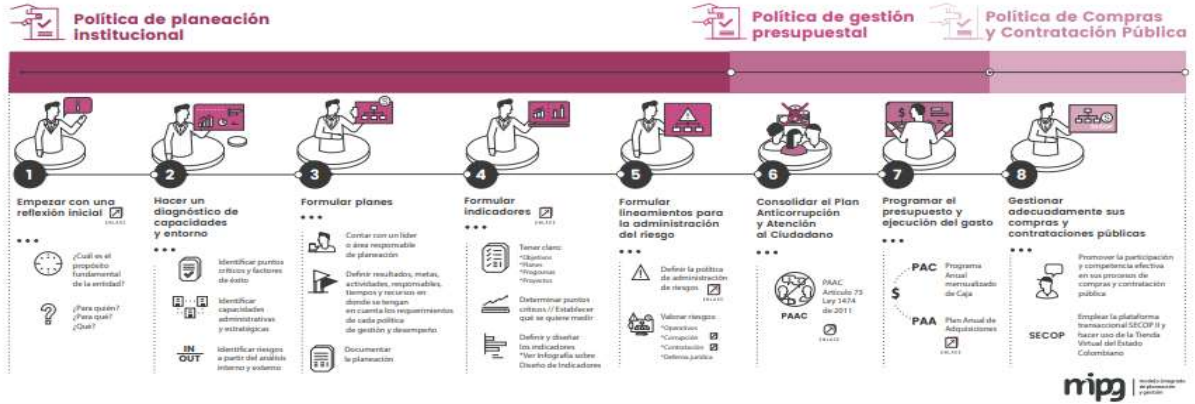 Política de planeación
institucional
Política de gestión
presupuestal
Política de Compras
y Contratación Pública
1
Empezar con una
reflexión inicial
ENLACE
¿Cuál es el
propósito
fundamental
de la entidad?
¿Para quién?
¿Para qué?
¿Qué?
2
Hacer un
diagnóstico de
capacidades
y entorno
Identificar puntos
críticos y factores
de éxito
Identificar
capacidades
administrativas
y estratégicas
IN
OUT
Identificar riesgos
a partir del análisis
interno y externo
3
Formular planes
Contar con un líder
o área responsable
de planeación
Definir resultados, metas,
actividades, responsables,
tiempos y recursos en
donde se tengan
en cuenta los requerimientos
de cada política
de gestión y desempeño
Documentar
la planeación
4
Formular
indicadores
ENLACE
Tener claro:
*Objetivos
*Planes
*Programas
*Proyectos
Determinar puntos
críticos // Establecer
qué se quiere medir
Definir y diseñar
los indicadores
*Ver Infografía sobre
Diseño de Indicadores
5
Formular
lineamientos para
la administración
del riesgo
Definir la política
de administración
de riesgos
ENLACE
Valorar riesgos
*Operativos
*Corrupción
*Contratación
*Defensa jurídica
6
Consolidar el Plan
Anticorrupción
y Atención
al Ciudadano
PAAC
PAAC
Artículo 73
Ley 1474
de 2011
ENLACE
7
Programar el
presupuesto y
ejecución del gasto
PAC
Programa
Anual
mensualizado
de Caja
$
PAA
Plan Anual de
Adquisiciones
ENLACE
8
Gestionar
adecuadamente sus
compras y
contrataciones públicas
Promover la participación
y competencia efectiva
en sus procesos de
compras y contratación
pública
SECOP
Emplear la plataforma
transaccional SECOP II y
hacer uso de la Tienda
Virtual del Estado
Colombiano
mipg
modelo integrado
de planeación
y gestión